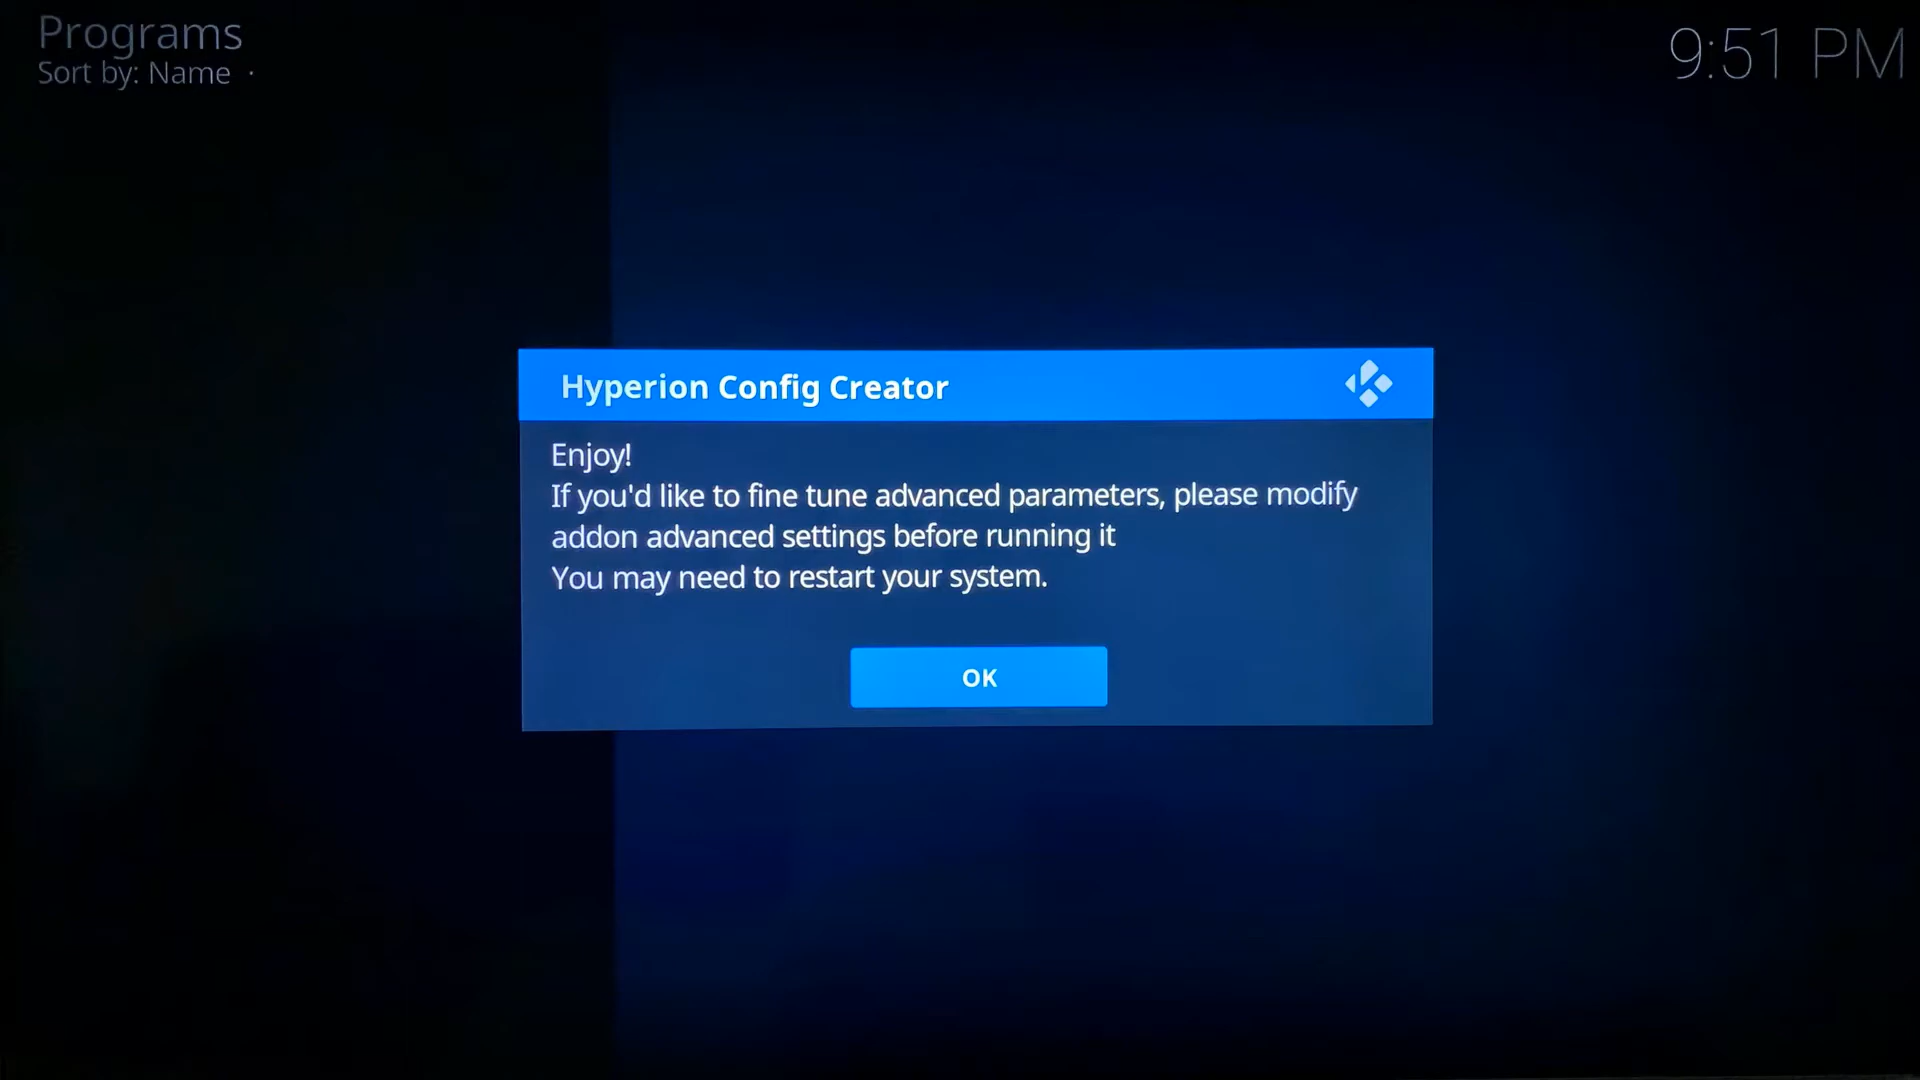 Programs
Sort by: Name ·
9:51 PM
Hyperion Config Creator
Enjoy!
If you'd like to fine tune advanced parameters, please modify
addon advanced settings before running it
You may need to restart your system.
OK